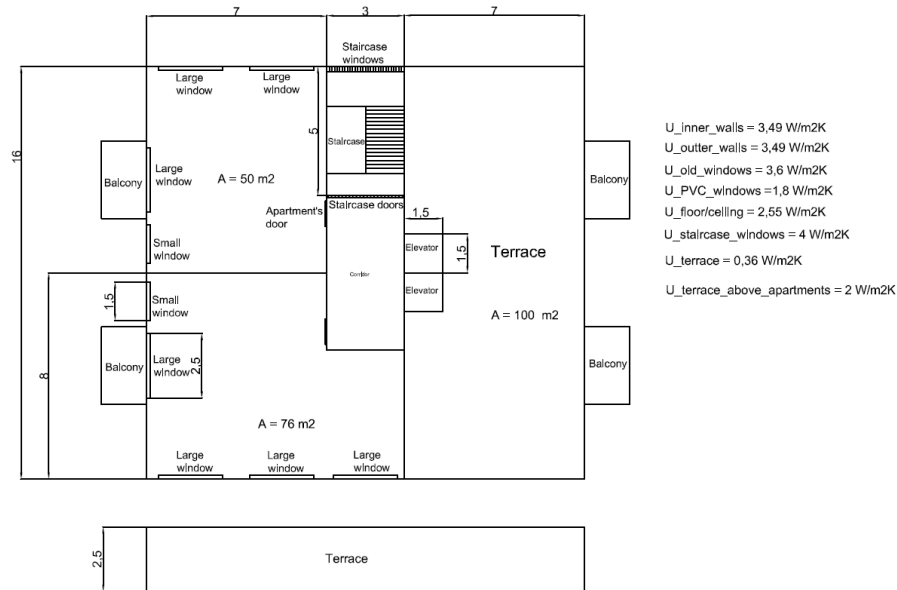 7
3
7
Staircase
windows
Large
window
Large
window
16
5
Staircase
U_inner_walls = 3,49 W/m2K
U_outter_walls = 3,49 W/m2K
U_old_windows = 3,6 W/m2K
U_PVC_windows =1,8 W/m2K
U_floor/ceiling = 2,55 W/m2K
U_staircase_windows = 4 W/m2K
U_terrace = 0,36 W/m2K
U_terrace_above_apartments = 2 W/m2K
Balcony
Large
window
A = 50 m2
Balcony
Apartment's
door
Staircase doors
1,5
Small
window
Elevator
1,5
Terrace
Corridor
Elevator
1,5
Small
window
A = 100 m2
8
Balcony
Large
window
2,5
Balcony
A = 76 m2
Large
window
Large
window
Large
window
2,5
Terrace